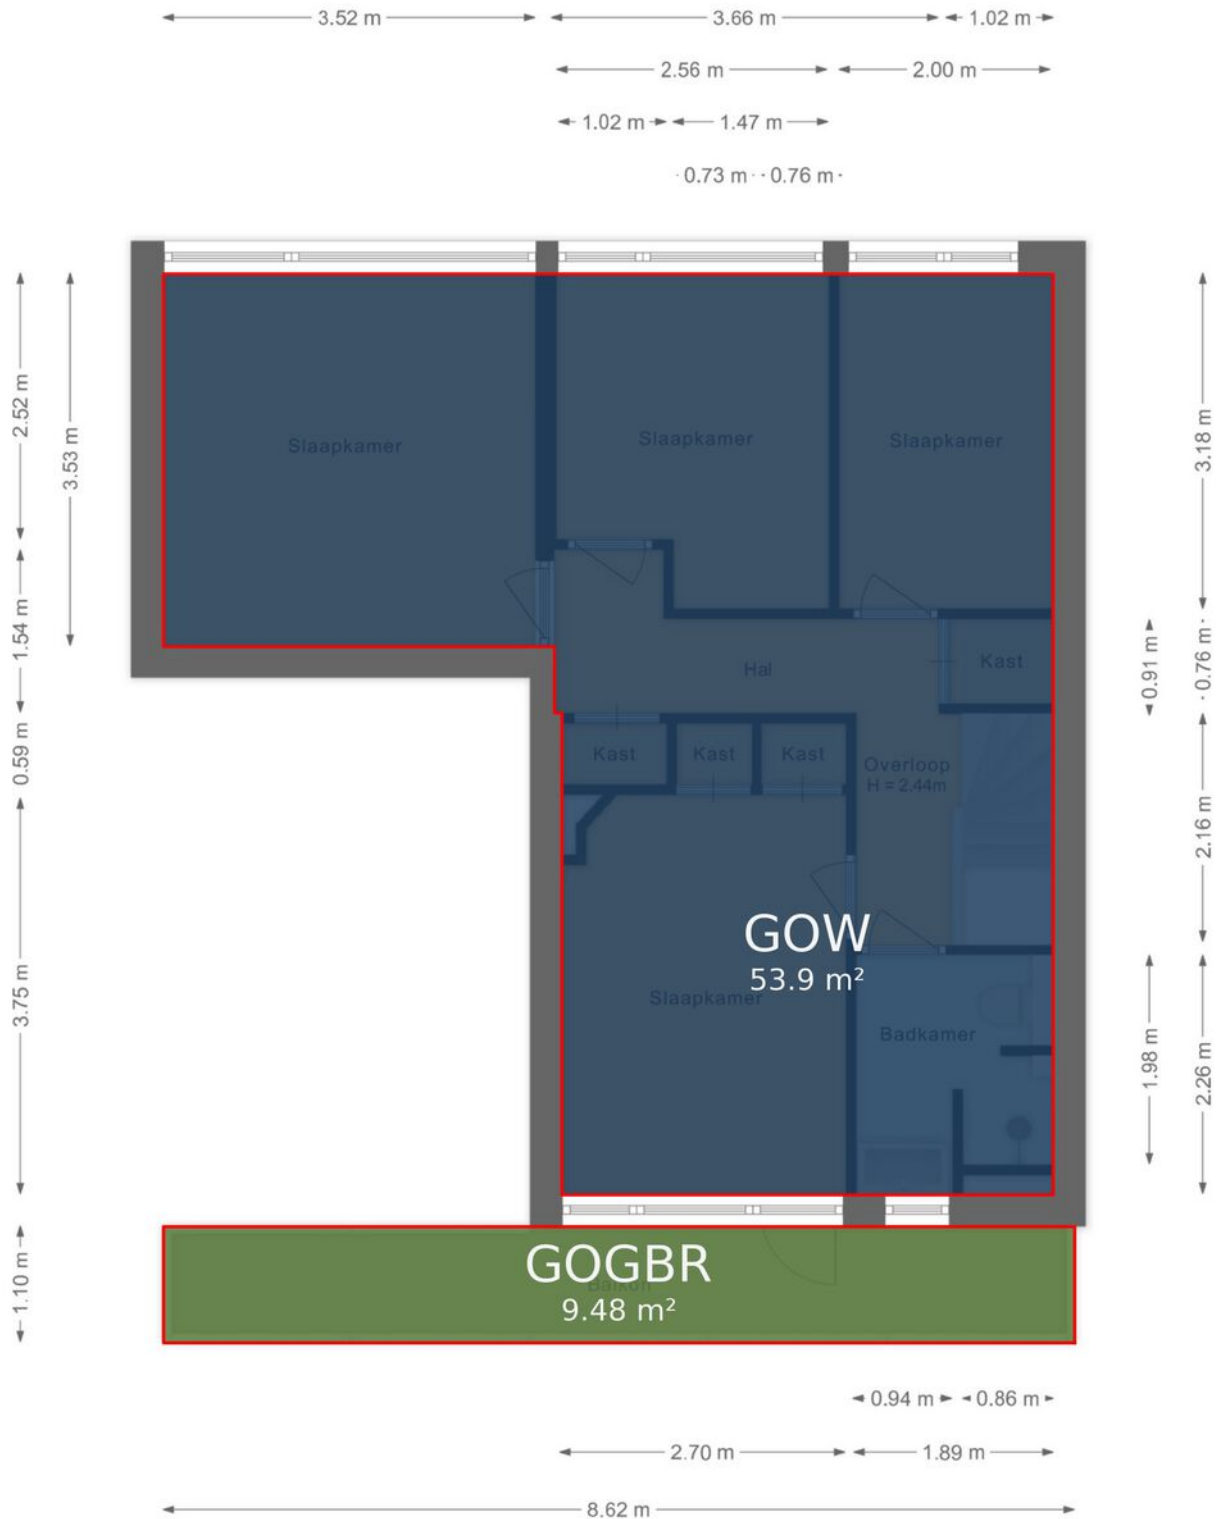 3.52 m 3.66 m 1.02 m
2.56 m 2.00 m
1.02 m 1.47 m
0.73 m 0.76 m
2.52 m
3.53 m
1.54 m
0.59 m
3.75 m
1.10 m
Slaapkamer Slaapkamer Slaapkamer
Hal Kast
Kast Kast Kast
Overloop
H = 2.44m
GOW
53.9 m²
Slaapkamer
Badkamer
GOGBR
Balkon
9.48 m²
3.18 m
0.91 m
0.76 m
2.16 m
1.98 m
2.26 m
0.94 m 0.86 m
2.70 m 1.89 m
8.62 m